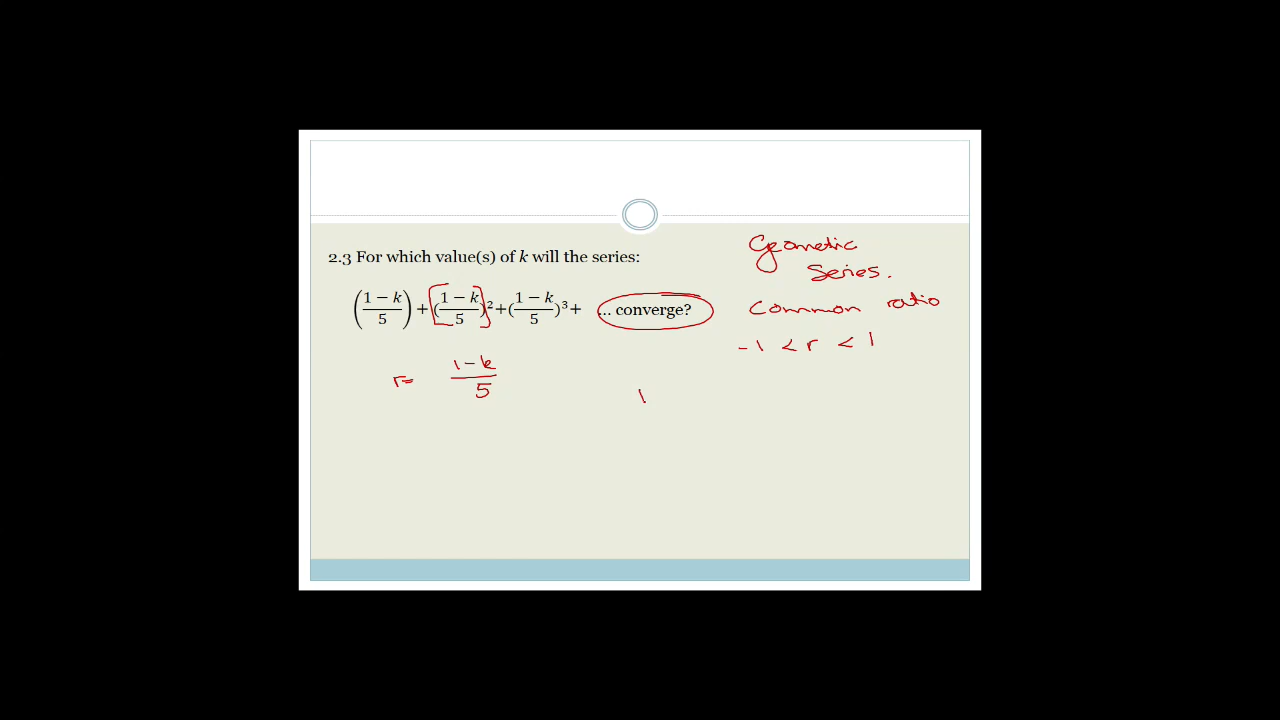 2.3 For which value(s) of k will the series:
(1 − k / 5) + [(1 − k / 5)²] + (1 − k / 5)³ + ... converge?
Geometric
Series.
Common ratio
-1 < r < 1
r= 1-k / 5